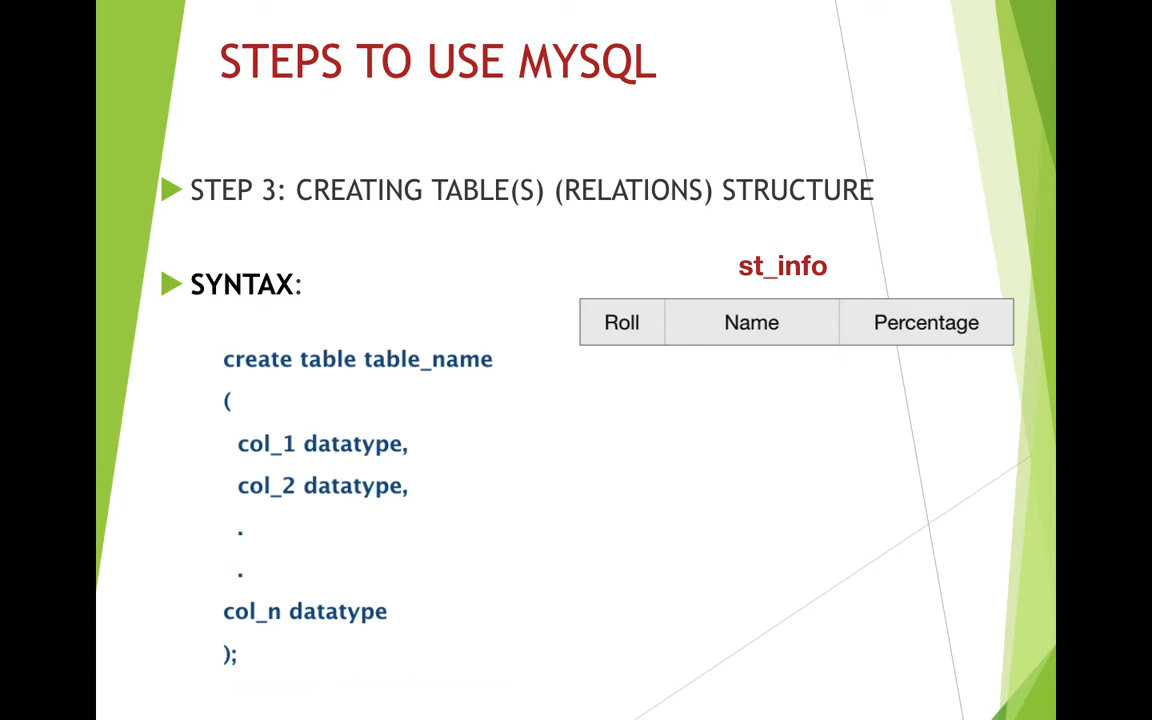 STEPS TO USE MYSQL
STEP 3: CREATING TABLE(S) (RELATIONS) STRUCTURE
SYNTAX:
create table table_name
(
col_1 datatype,
col_2 datatype,
.
.
col_n datatype
);
st_info
Roll Name Percentage